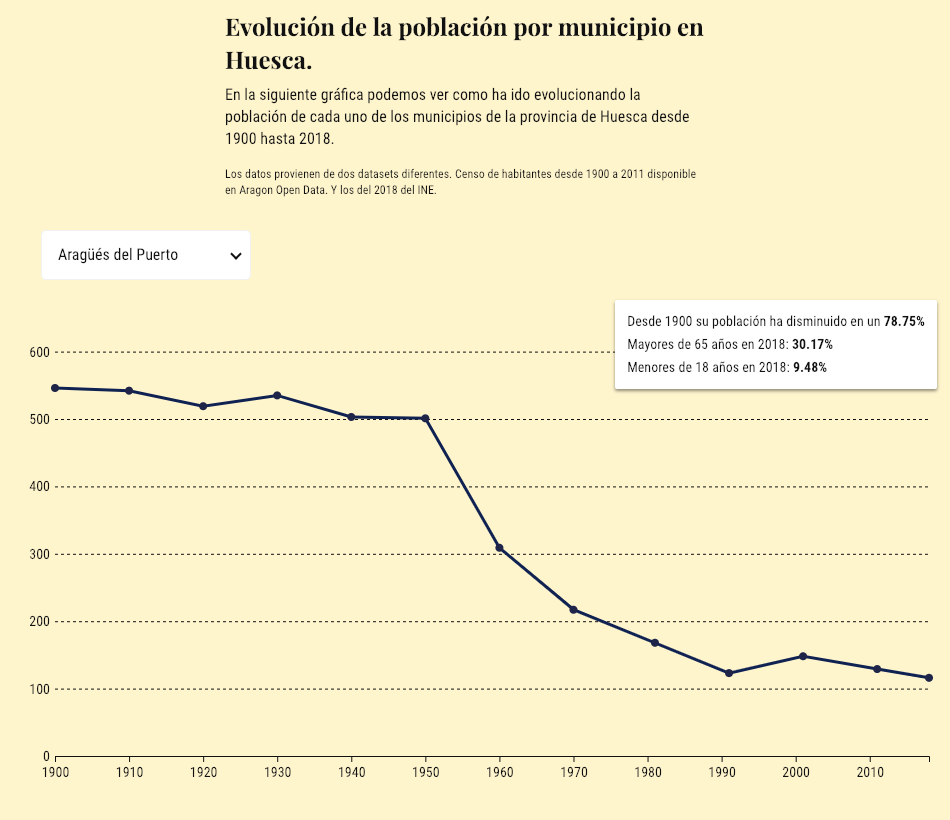 Evolución de la población por municipio en
Huesca.
En la siguiente gráfica podemos ver como ha ido evolucionando la
población de cada uno de los municipios de la provincia de Huesca desde
1900 hasta 2018.
Los datos provienen de dos datasets diferentes. Censo de habitantes desde 1900 a 2011 disponible
en Aragon Open Data. Y los del 2018 del INE.
Aragüés del Puerto
Desde 1900 su población ha disminuido en un 78.75%
Mayores de 65 años en 2018: 30.17%
Menores de 18 años en 2018: 9.48%
600
500
400
300
200
100
0
1900 1910 1920 1930 1940 1950 1960 1970 1980 1990 2000 2010